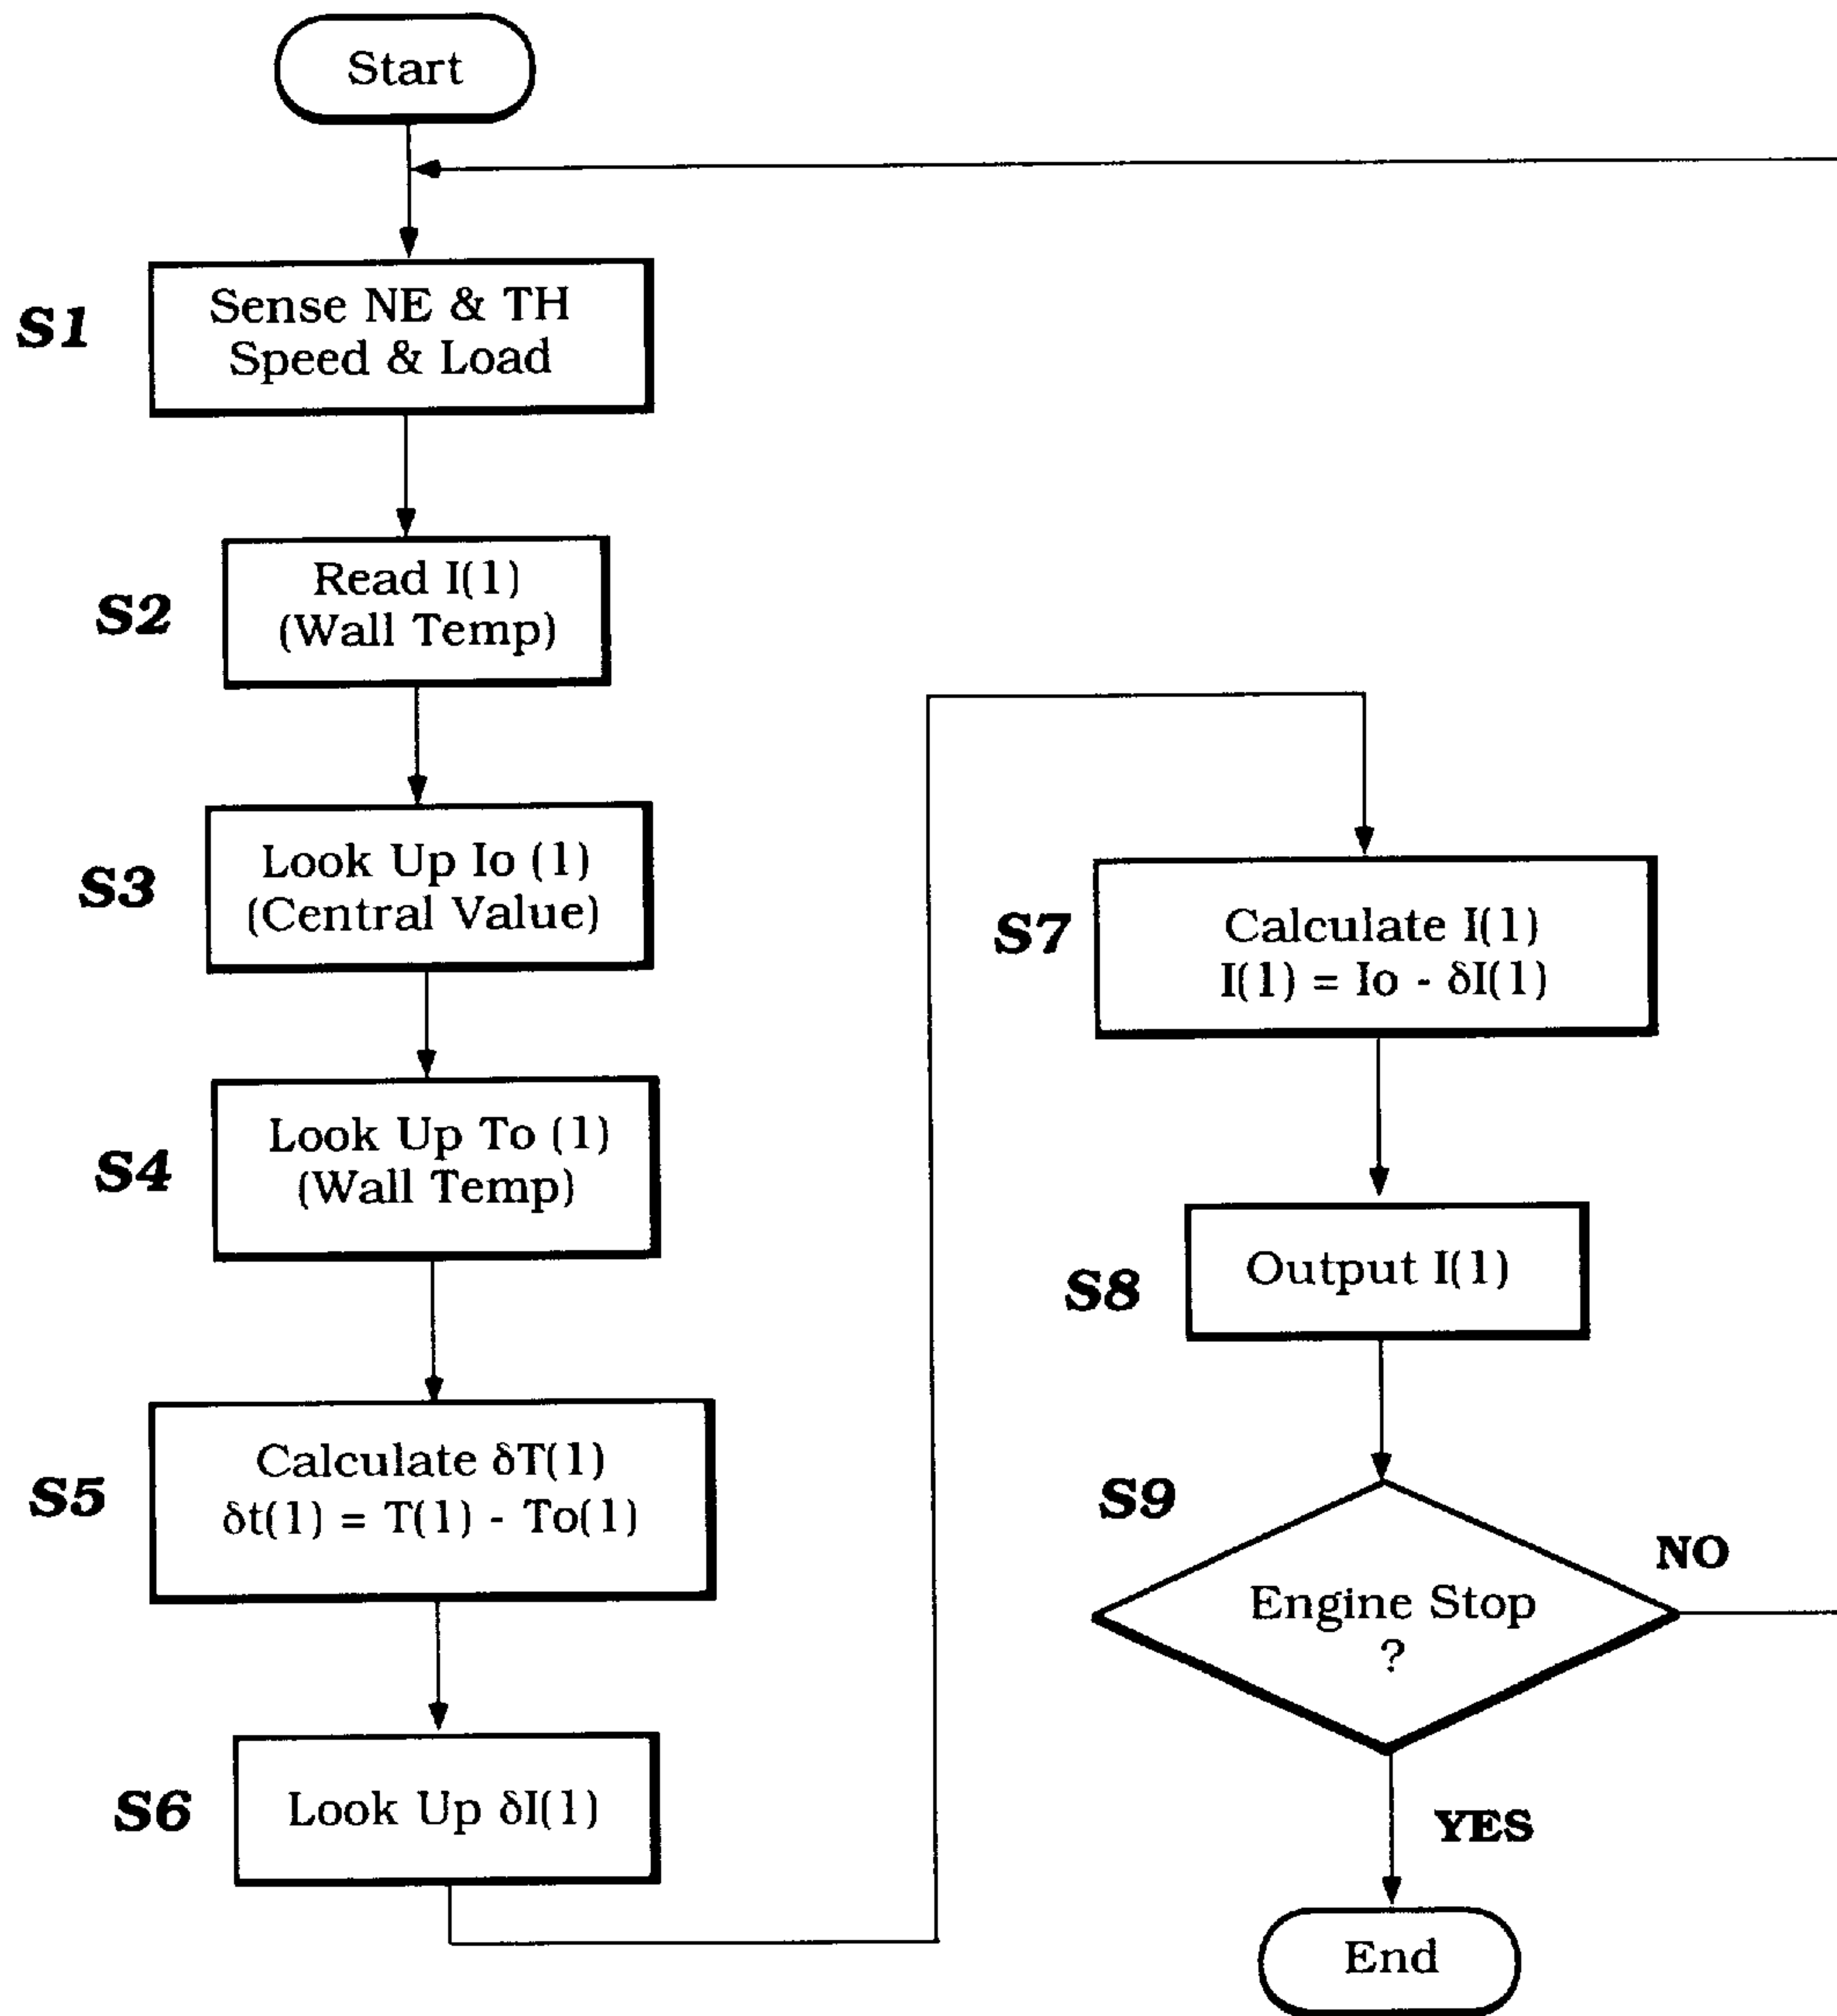 Start
S1
Sense NE & TH
Speed & Load
S2
Read I(1)
(Wall Temp)
S3
Look Up Io (1)
(Central Value)
S4
Look Up To (1)
(Wall Temp)
S5
Calculate δT(1)
δt(1) = T(1) - To(1)
S6
Look Up δI(1)
S7
Calculate I(1)
I(1) = Io - δI(1)
S8
Output I(1)
S9
Engine Stop
?
NO
YES
End